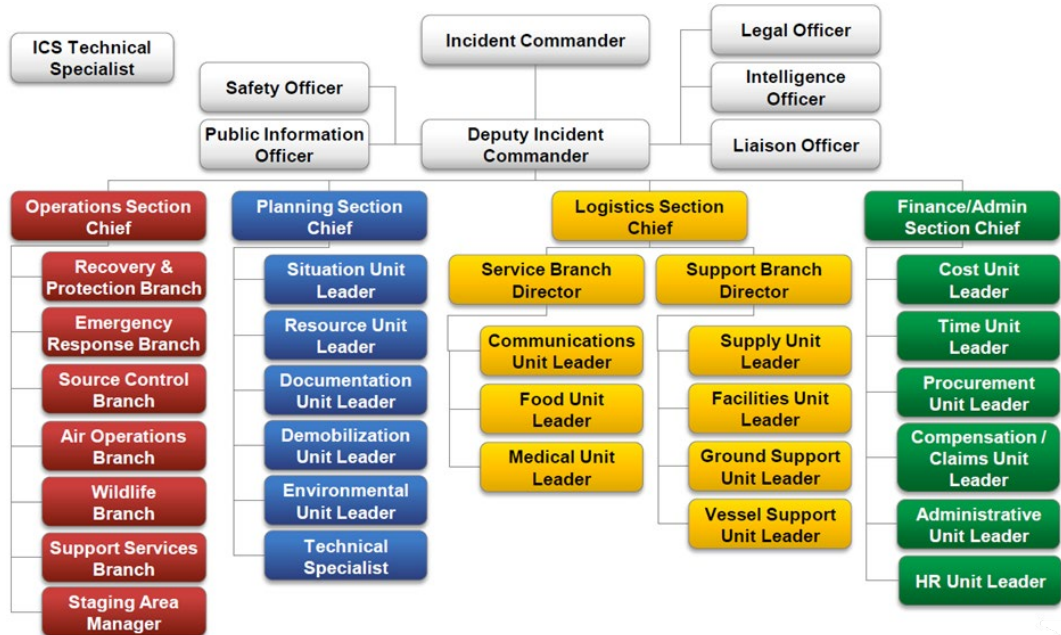 ICS Technical
Specialist
Incident Commander
Legal Officer
Safety Officer
Intelligence
Officer
Public Information
Officer
Deputy Incident
Commander
Liaison Officer
Operations Section
Chief
Recovery &
Protection Branch
Emergency
Response Branch
Source Control
Branch
Air Operations
Branch
Wildlife
Branch
Support Services
Branch
Staging Area
Manager
Planning Section
Chief
Situation Unit
Leader
Resource Unit
Leader
Documentation
Unit Leader
Demobilization
Unit Leader
Environmental
Unit Leader
Technical
Specialist
Logistics Section
Chief
Service Branch
Director
Communications
Unit Leader
Food Unit
Leader
Medical Unit
Leader
Support Branch
Director
Supply Unit
Leader
Facilities Unit
Leader
Ground Support
Unit Leader
Vessel Support
Unit Leader
Finance/Admin
Section Chief
Cost Unit
Leader
Time Unit
Leader
Procurement
Unit Leader
Compensation /
Claims Unit
Leader
Administrative
Unit Leader
HR Unit Leader